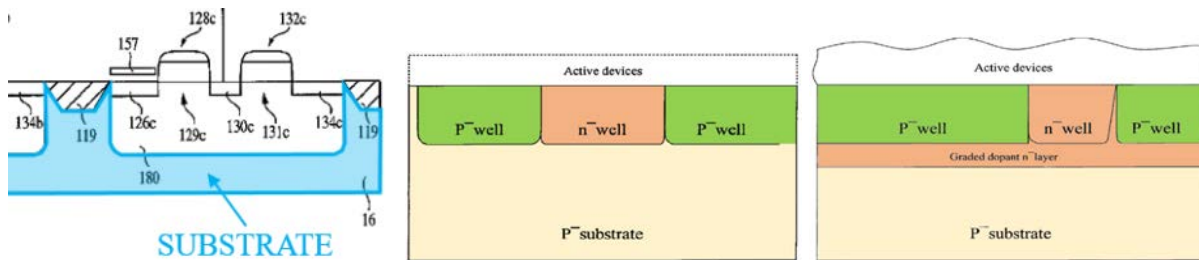 128c
132c
157
134b
119
126c
129c
130c
131c
134c
119
180
16
SUBSTRATE
Active devices
P⁻well
n⁻well
P⁻well
P⁻substrate
Active devices
P⁻well
n⁻well
P⁻well
Graded dopant n⁻layer
P⁻substrate